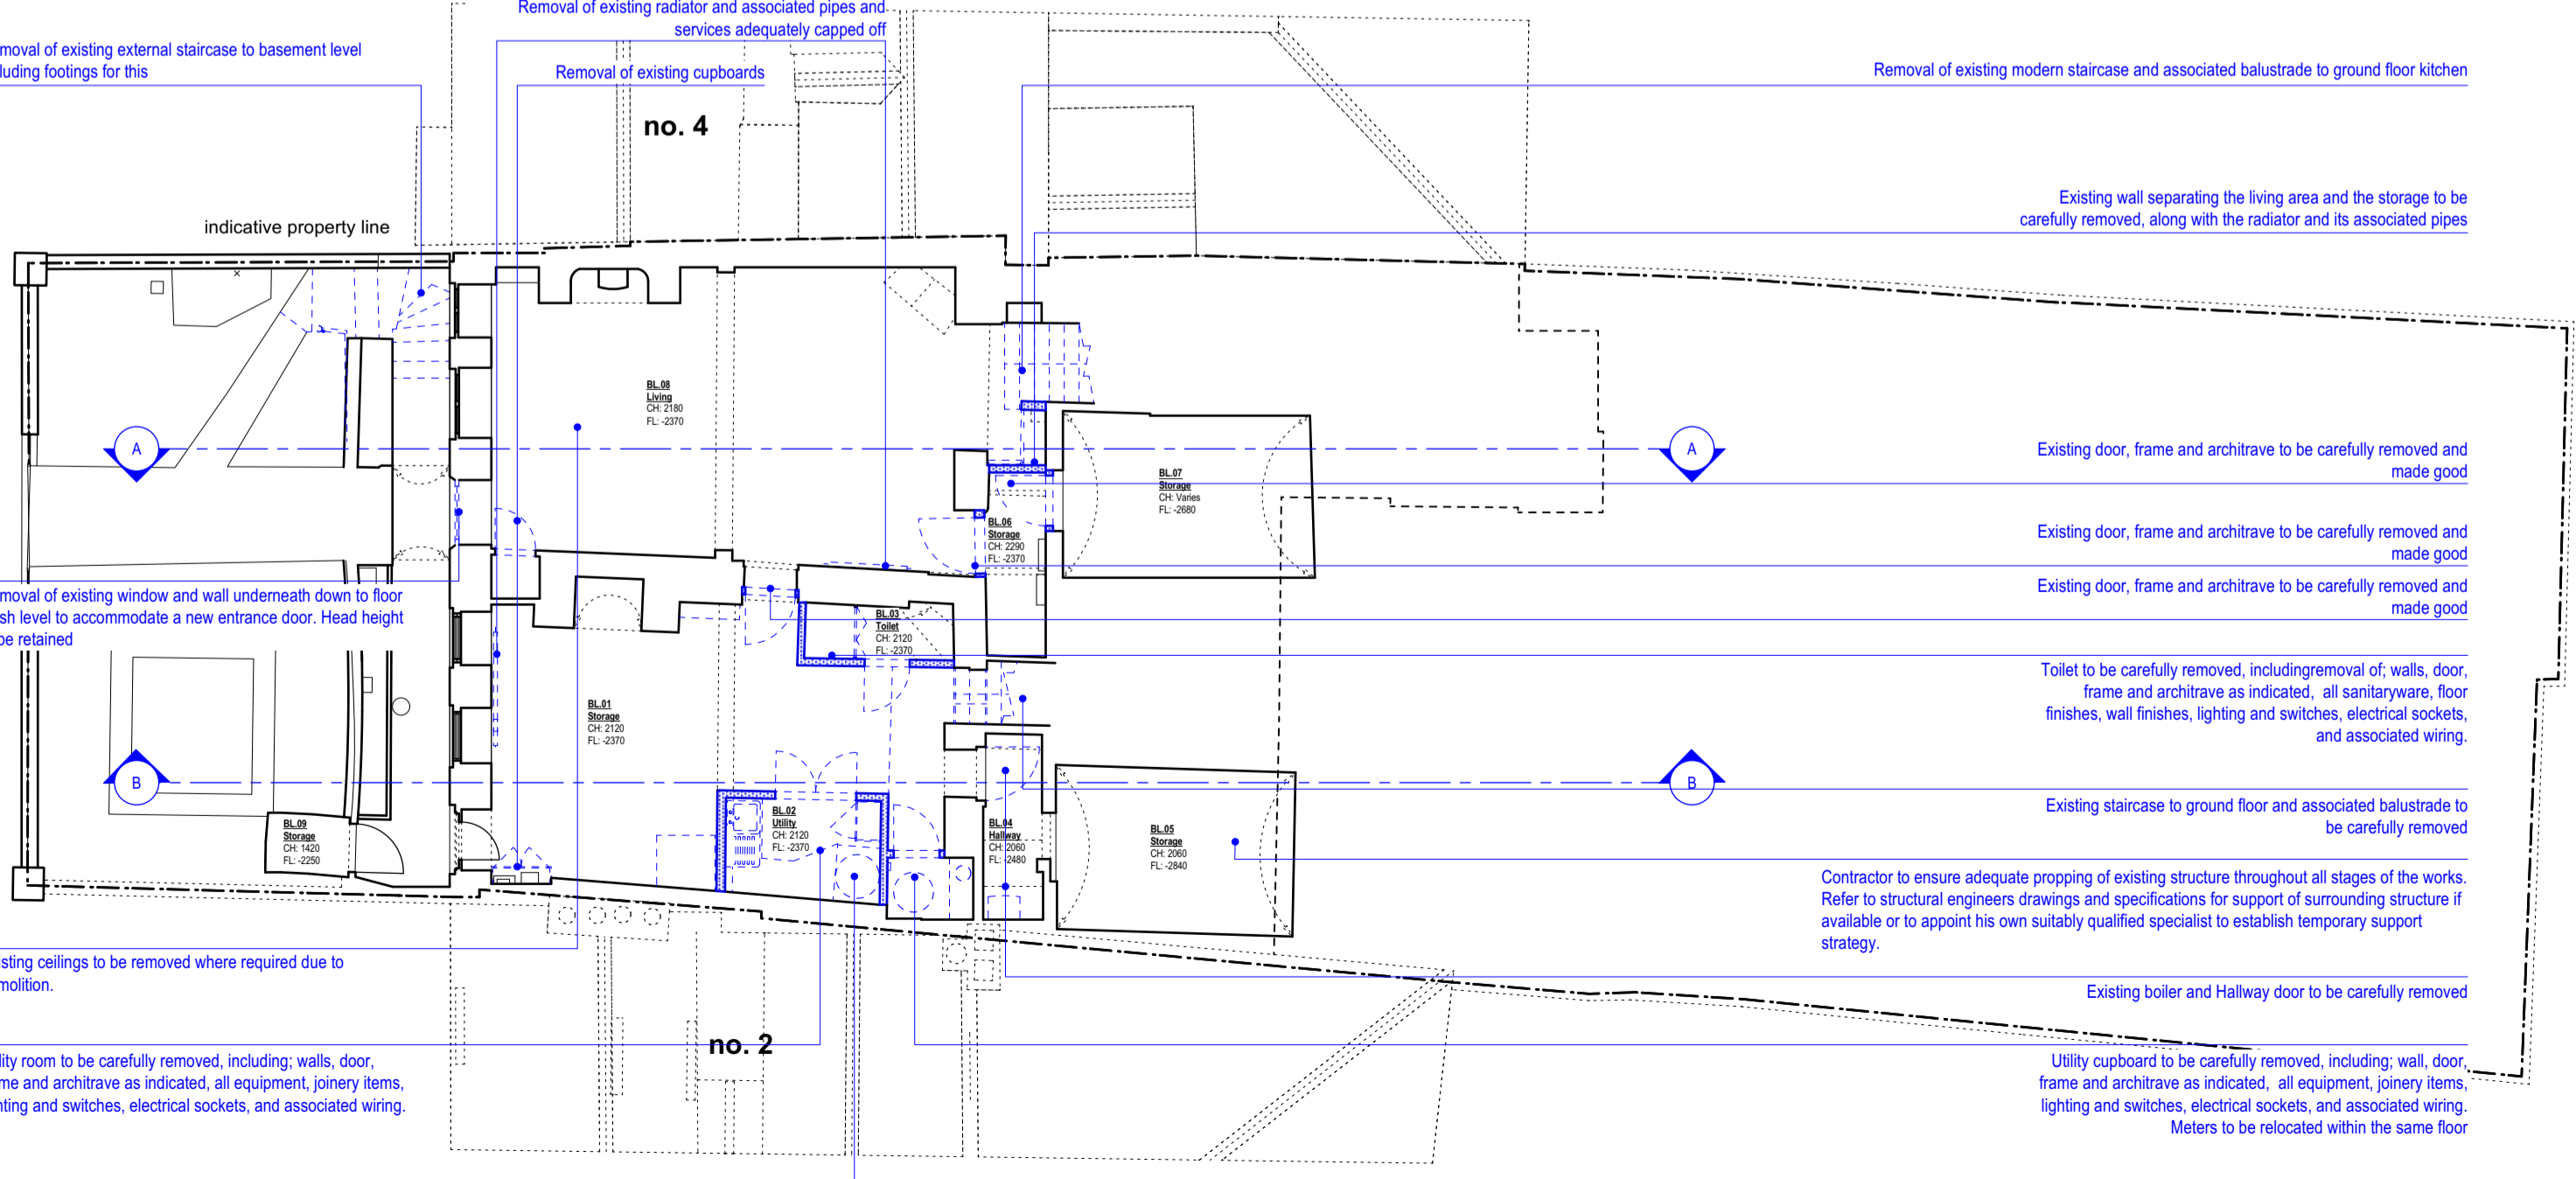 Removal of existing radiator and associated pipes and
services adequately capped off
moval of existing external staircase to basement level
luding footings for this
Removal of existing cupboards
Removal of existing modern staircase and associated balustrade to ground floor kitchen
no. 4
indicative property line
Existing wall separating the living area and the storage to be
carefully removed, along with the radiator and its associated pipes
BL.08
Living
CH: 2180
FL: -2370
A
A
Existing door, frame and architrave to be carefully removed and
made good
BL.07
Storage
CH: Varies
FL: -2680
BL.06
Storage
CH: 2290
FL: -2370
Existing door, frame and architrave to be carefully removed and
made good
Existing door, frame and architrave to be carefully removed and
made good
moval of existing window and wall underneath down to floor
sh level to accommodate a new entrance door. Head height
be retained
BL.03
Toilet
CH: 2120
FL: -2370
Toilet to be carefully removed, includingremoval of; walls, door,
frame and architrave as indicated, all sanitaryware, floor
finishes, wall finishes, lighting and switches, electrical sockets,
and associated wiring.
BL.01
Storage
CH: 2120
FL: -2370
B
B
Existing staircase to ground floor and associated balustrade to
be carefully removed
BL.09
Storage
CH: 1420
FL: -2250
BL.02
Utility
CH: 2120
FL: -2370
BL.04
Hallway
CH: 2060
FL: -2480
BL.05
Storage
CH: 2060
FL: -2840
Contractor to ensure adequate propping of existing structure throughout all stages of the works.
Refer to structural engineers drawings and specifications for support of surrounding structure if
available or to appoint his own suitably qualified specialist to establish temporary support
strategy.
isting ceilings to be removed where required due to
molition.
Existing boiler and Hallway door to be carefully removed
no. 2
lity room to be carefully removed, including; walls, door,
me and architrave as indicated, all equipment, joinery items,
hting and switches, electrical sockets, and associated wiring.
Utility cupboard to be carefully removed, including; wall, door,
frame and architrave as indicated, all equipment, joinery items,
lighting and switches, electrical sockets, and associated wiring.
Meters to be relocated within the same floor